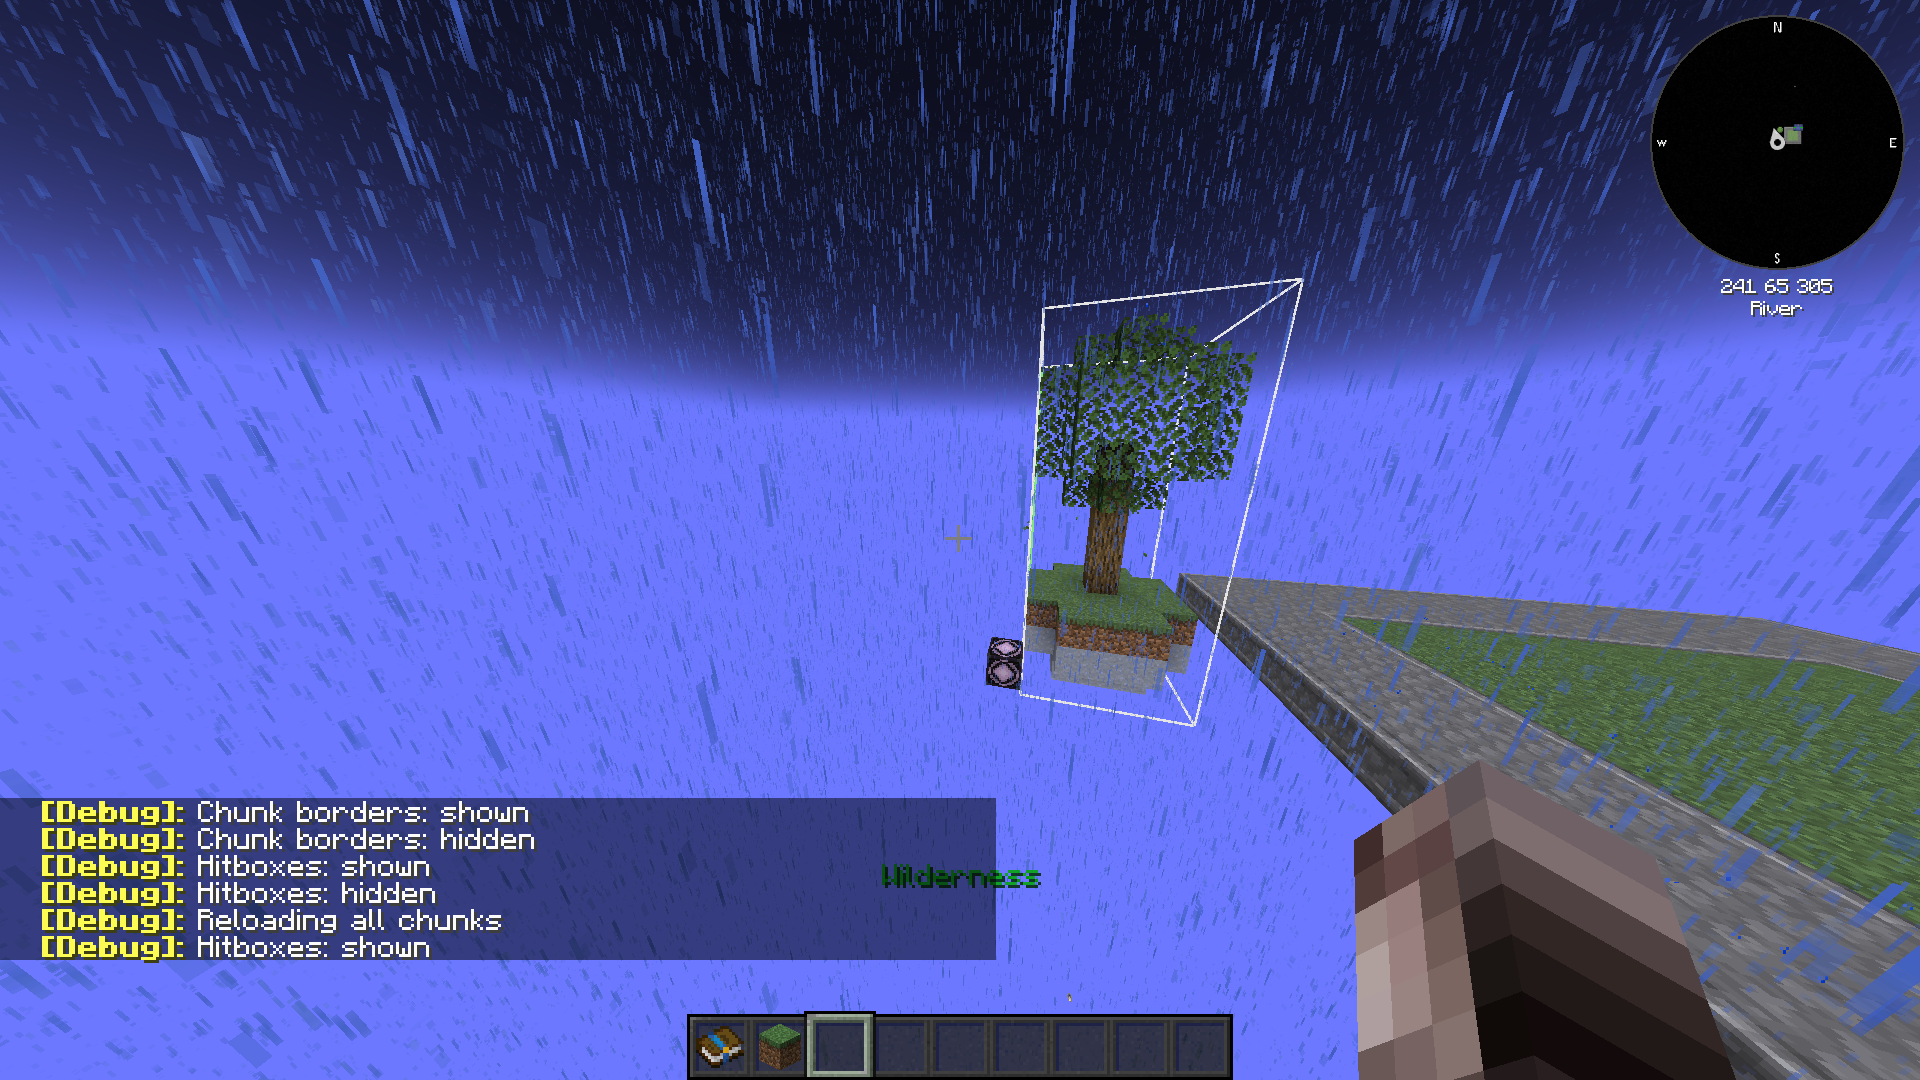 N
W
E
S
241 65 305
River
[Debug]: Chunk borders: shown
[Debug]: Chunk borders: hidden
[Debug]: Hitboxes: shown
Wilderness
[Debug]: Hitboxes: hidden
[Debug]: Reloading all chunks
[Debug]: Hitboxes: shown